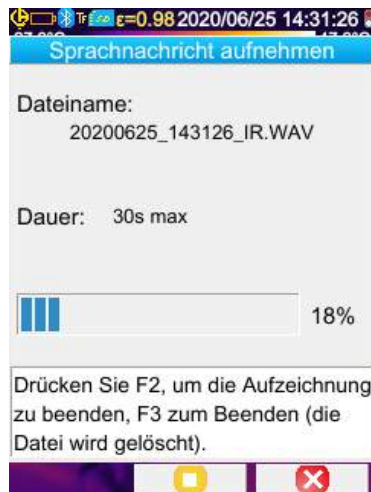 ε=0.98 2020/06/25 14:31:26
Sprachnachricht aufnehmen
Dateiname:
20200625_143126_IR.WAV
Dauer: 30s max
18%
Drücken Sie F2, um die Aufzeichnung
zu beenden, F3 zum Beenden (die
Datei wird gelöscht).